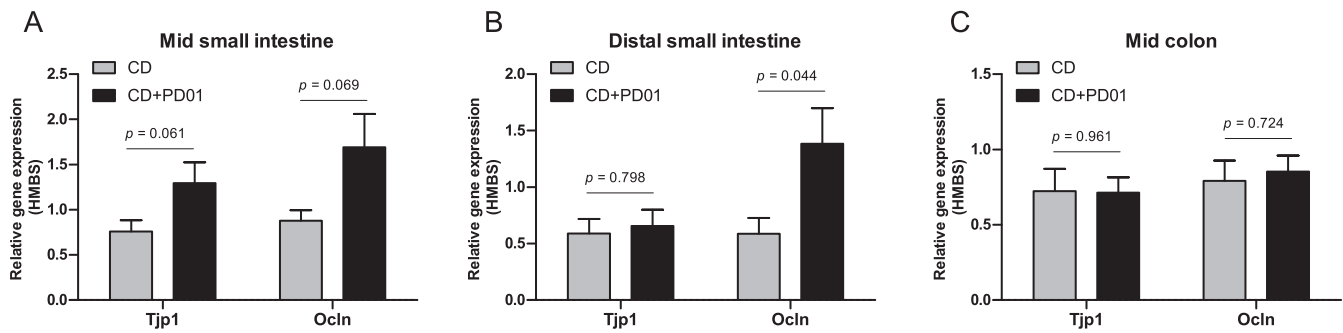 A
Mid small intestine
CD
CD+PD01
p = 0.061
p = 0.069
Relative gene expression
(HMBS)
2.5
2.0
1.5
1.0
0.5
0.0
Tjp1
Ocln
B
Distal small intestine
CD
CD+PD01
p = 0.798
p = 0.044
Relative gene expression
(HMBS)
2.0
1.5
1.0
0.5
0.0
Tjp1
Ocln
C
Mid colon
CD
CD+PD01
p = 0.961
p = 0.724
Relative gene expression
(HMBS)
1.5
1.0
0.5
0.0
Tjp1
Ocln